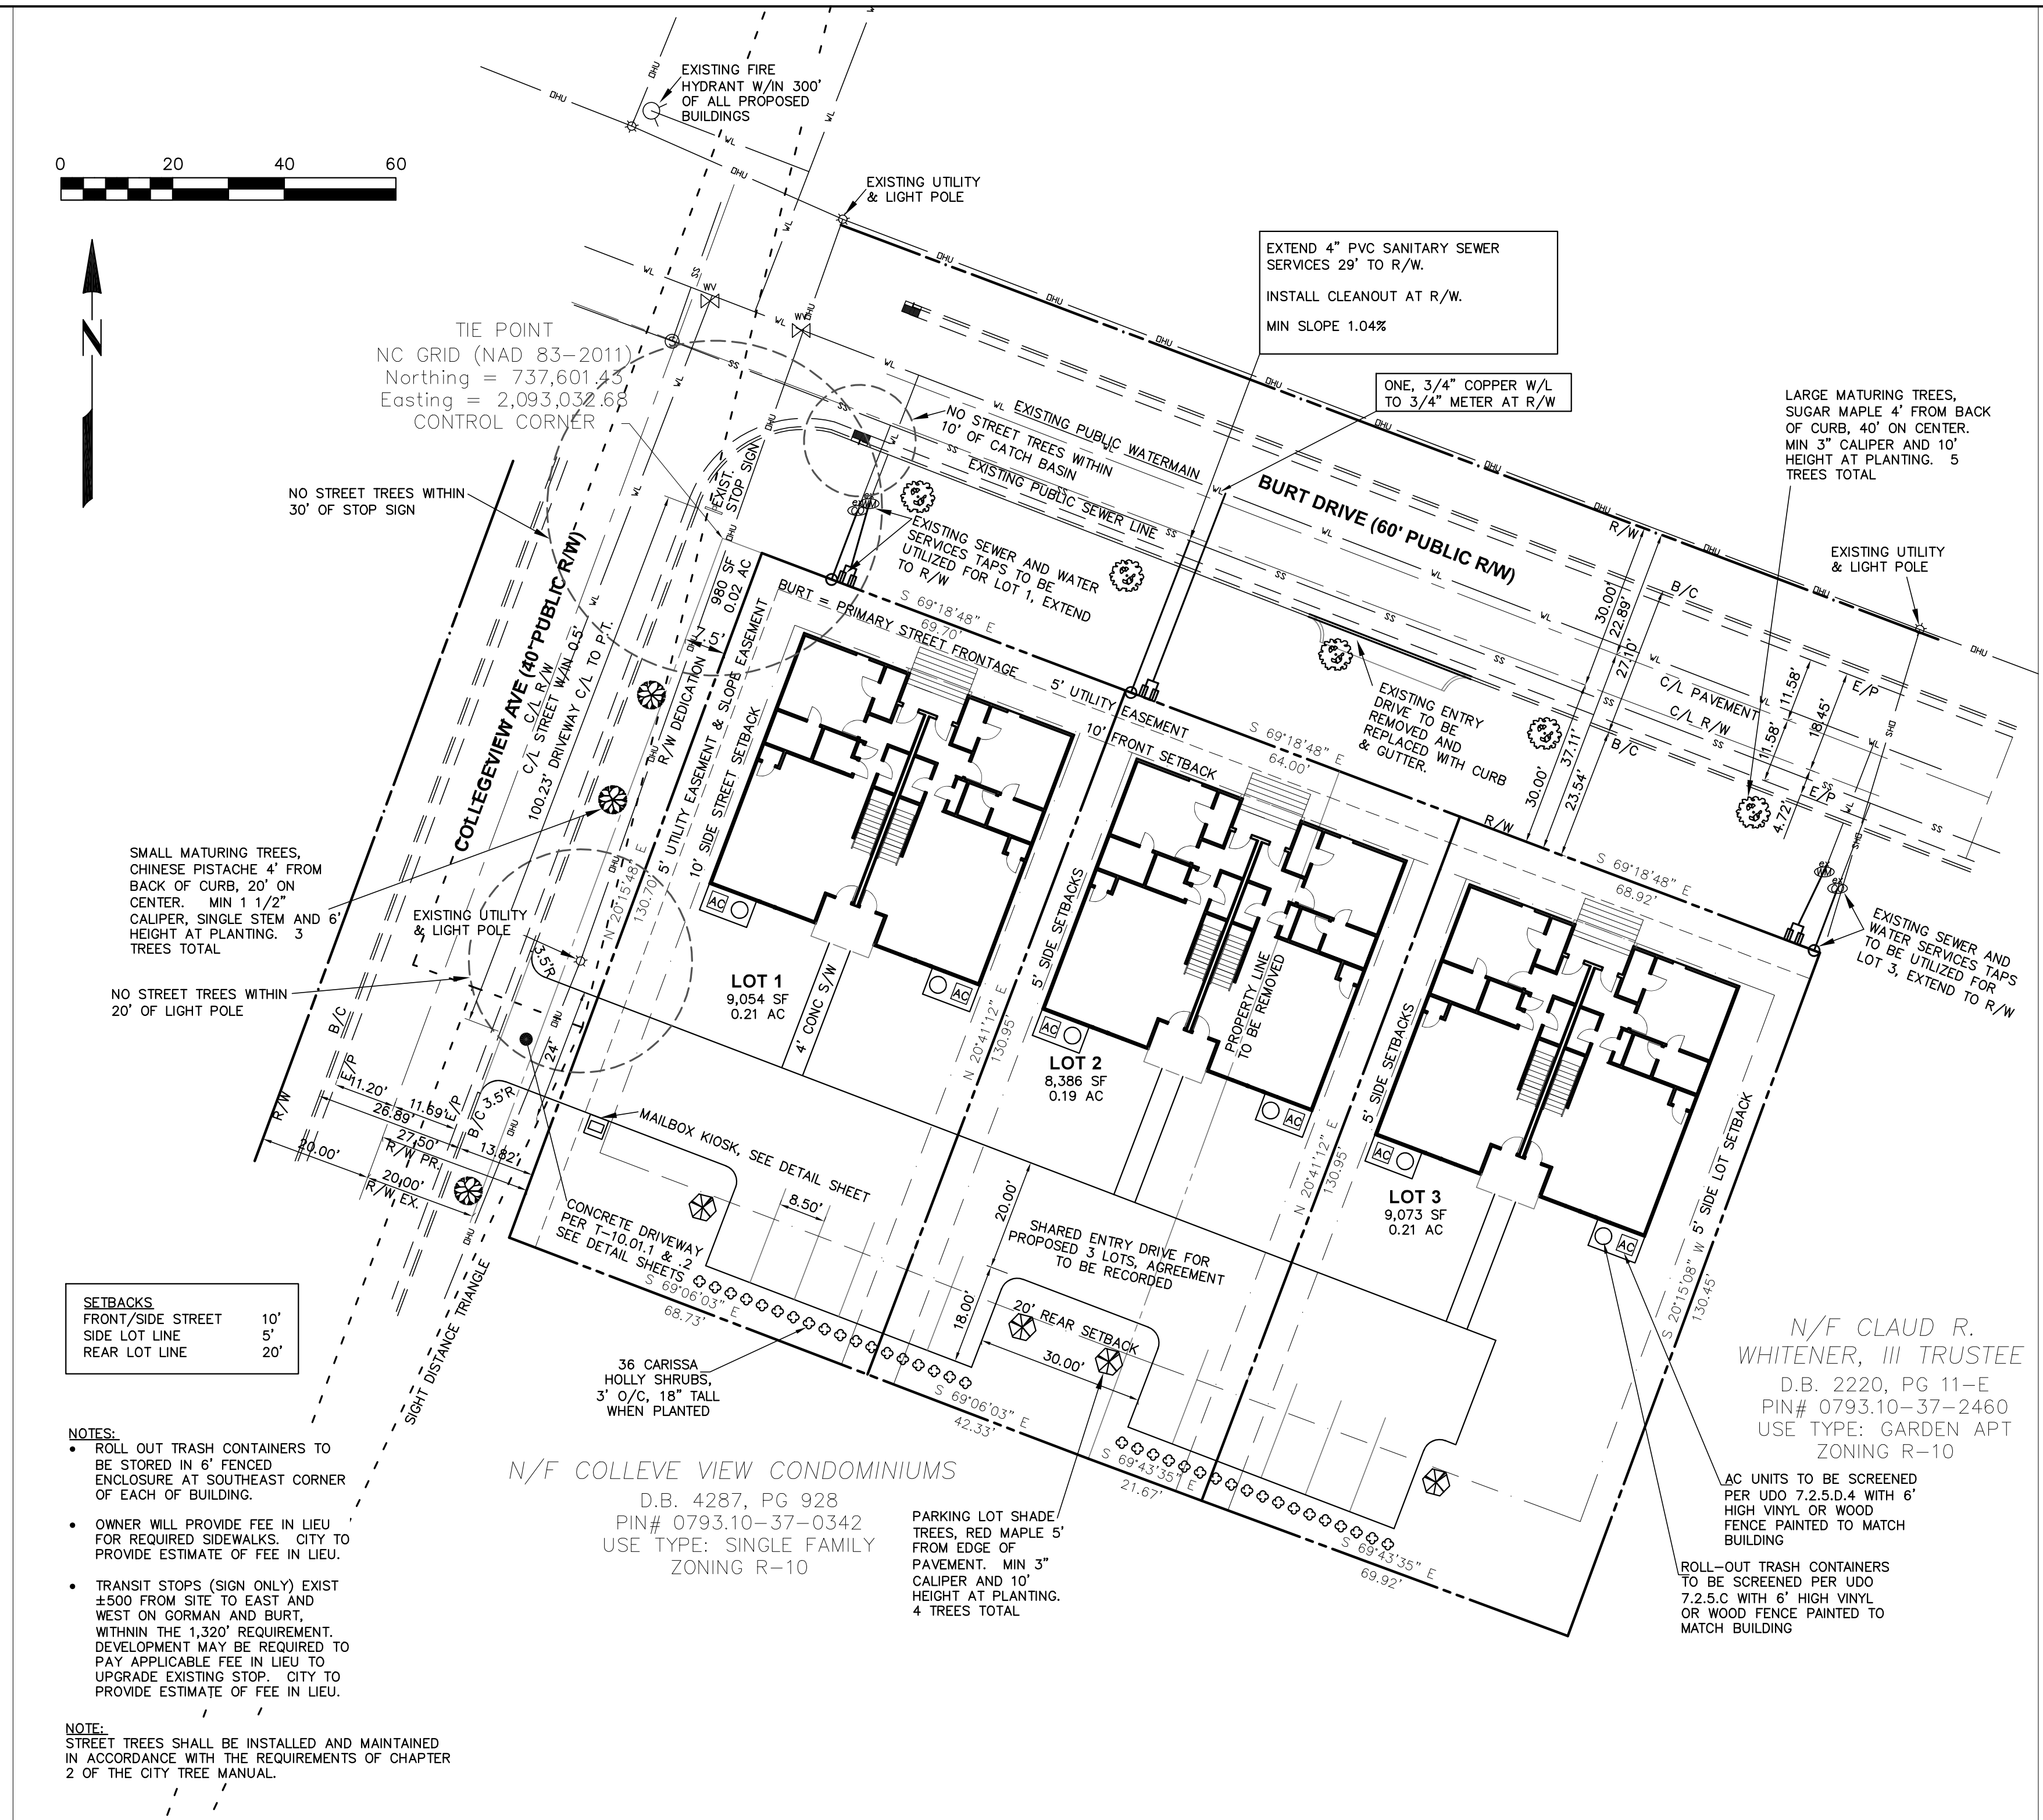 EXISTING FIRE
HYDRANT W/IN 300'
OF ALL PROPOSED
BUILDINGS
0 20 40 60
EXISTING UTILITY
& LIGHT POLE
N
EXTEND 4" PVC SANITARY SEWER
SERVICES 29' TO R/W.
INSTALL CLEANOUT AT R/W.
MIN SLOPE 1.04%
ONE, 3/4" COPPER W/L
TO 3/4" METER AT R/W
TIE POINT
NC GRID (NAD 83-2011)
Northing = 737,601.43
Easting = 2,093,032.68
CONTROL CORNER
LARGE MATURING TREES,
SUGAR MAPLE 4' FROM BACK
OF CURB, 40' ON CENTER.
MIN 3" CALIPER AND 10'
HEIGHT AT PLANTING. 5
TREES TOTAL
NO STREET TREES WITHIN
30' OF STOP SIGN
EXIST.
STOP SIGN
NO STREET TREES WITHIN
10' OF CATCH BASIN
EXISTING PUBLIC WATERMAIN
EXISTING PUBLIC SEWER LINE
BURT DRIVE (60' PUBLIC R/W)
R/W
EXISTING UTILITY
& LIGHT POLE
EXISTING SEWER AND WATER
SERVICES TAPS TO BE
UTILIZED FOR LOT 1, EXTEND
TO R/W
COLLEGEVIEW AVE (40' PUBLIC R/W)
C/L R/W
C/L STREET W/IN 0.5'
100.23' DRIVEWAY C/L TO P/T.
980 SF
0.02 AC
7.5'
R/W DEDICATION
5' UTILITY EASEMENT & SLOPE EASEMENT
10' SIDE STREET SETBACK
N 20°15'48" E
130.70'
BURT = PRIMARY STREET FRONTAGE
S 69°18'48" E
69.70'
5' UTILITY EASEMENT
10' FRONT SETBACK
S 69°18'48" E
64.00'
EXISTING ENTRY
DRIVE TO BE
REMOVED AND
REPLACED WITH CURB
& GUTTER.
30.00'
22.89'
27.10'
B/C
E/P
C/L PAVEMENT
C/L R/W
11.58'
11.58'
18.45'
30.00'
37.11'
23.54'
B/C
E/P
4.72'
R/W
S 69°18'48" E
68.92'
EXISTING SEWER AND
WATER SERVICES TAPS
TO BE UTILIZED FOR
LOT 3, EXTEND TO R/W
SMALL MATURING TREES,
CHINESE PISTACHE 4' FROM
BACK OF CURB, 20' ON
CENTER. MIN 1 1/2"
CALIPER, SINGLE STEM AND 6'
HEIGHT AT PLANTING. 3
TREES TOTAL
EXISTING UTILITY
& LIGHT POLE
NO STREET TREES WITHIN
20' OF LIGHT POLE
3.5'R
24'
3.5'R
LOT 1
9,054 SF
0.21 AC
4' CONC S/W
AC
AC
N 20°41'12" E
130.95'
5' SIDE SETBACKS
LOT 2
8,386 SF
0.19 AC
PROPERTY LINE
TO BE REMOVED
AC
AC
N 20°41'12" E
130.95'
5' SIDE SETBACKS
LOT 3
9,073 SF
0.21 AC
AC
AC
5' SIDE LOT SETBACK
S 20°15'08" W
130.45'
B/C
E/P
R/W
11.20'
11.69'
26.89'
27.50'
R/W PR.
20.00'
20.00'
R/W EX.
13.82'
E/P
B/C
MAILBOX KIOSK, SEE DETAIL SHEET
8.50'
CONCRETE DRIVEWAY
PER T-10.01.1 & .2
SEE DETAIL SHEETS
20.00'
18.00'
SHARED ENTRY DRIVE FOR
PROPOSED 3 LOTS, AGREEMENT
TO BE RECORDED
20' REAR SETBACK
30.00'
S 69°06'03" E
68.73'
S 69°06'03" E
42.33'
S 69°43'35" E
21.67'
S 69°43'35" E
69.92'
SIGHT DISTANCE TRIANGLE
SETBACKS
FRONT/SIDE STREET 10'
SIDE LOT LINE 5'
REAR LOT LINE 20'
36 CARISSA
HOLLY SHRUBS,
3' O/C, 18" TALL
WHEN PLANTED
N/F COLLEVE VIEW CONDOMINIUMS
D.B. 4287, PG 928
PIN# 0793.10-37-0342
USE TYPE: SINGLE FAMILY
ZONING R-10
PARKING LOT SHADE
TREES, RED MAPLE 5'
FROM EDGE OF
PAVEMENT. MIN 3"
CALIPER AND 10'
HEIGHT AT PLANTING.
4 TREES TOTAL
N/F CLAUD R.
WHITENER, III TRUSTEE
D.B. 2220, PG 11-E
PIN# 0793.10-37-2460
USE TYPE: GARDEN APT
ZONING R-10
AC UNITS TO BE SCREENED
PER UDO 7.2.5.D.4 WITH 6'
HIGH VINYL OR WOOD
FENCE PAINTED TO MATCH
BUILDING
ROLL-OUT TRASH CONTAINERS
TO BE SCREENED PER UDO
7.2.5.C WITH 6' HIGH VINYL
OR WOOD FENCE PAINTED TO
MATCH BUILDING
NOTES:
• ROLL OUT TRASH CONTAINERS TO
BE STORED IN 6' FENCED
ENCLOSURE AT SOUTHEAST CORNER
OF EACH OF BUILDING.
• OWNER WILL PROVIDE FEE IN LIEU
FOR REQUIRED SIDEWALKS. CITY TO
PROVIDE ESTIMATE OF FEE IN LIEU.
• TRANSIT STOPS (SIGN ONLY) EXIST
±500 FROM SITE TO EAST AND
WEST ON GORMAN AND BURT,
WITHNIN THE 1,320' REQUIREMENT.
DEVELOPMENT MAY BE REQUIRED TO
PAY APPLICABLE FEE IN LIEU TO
UPGRADE EXISTING STOP. CITY TO
PROVIDE ESTIMATE OF FEE IN LIEU.
NOTE:
STREET TREES SHALL BE INSTALLED AND MAINTAINED
IN ACCORDANCE WITH THE REQUIREMENTS OF CHAPTER
2 OF THE CITY TREE MANUAL.